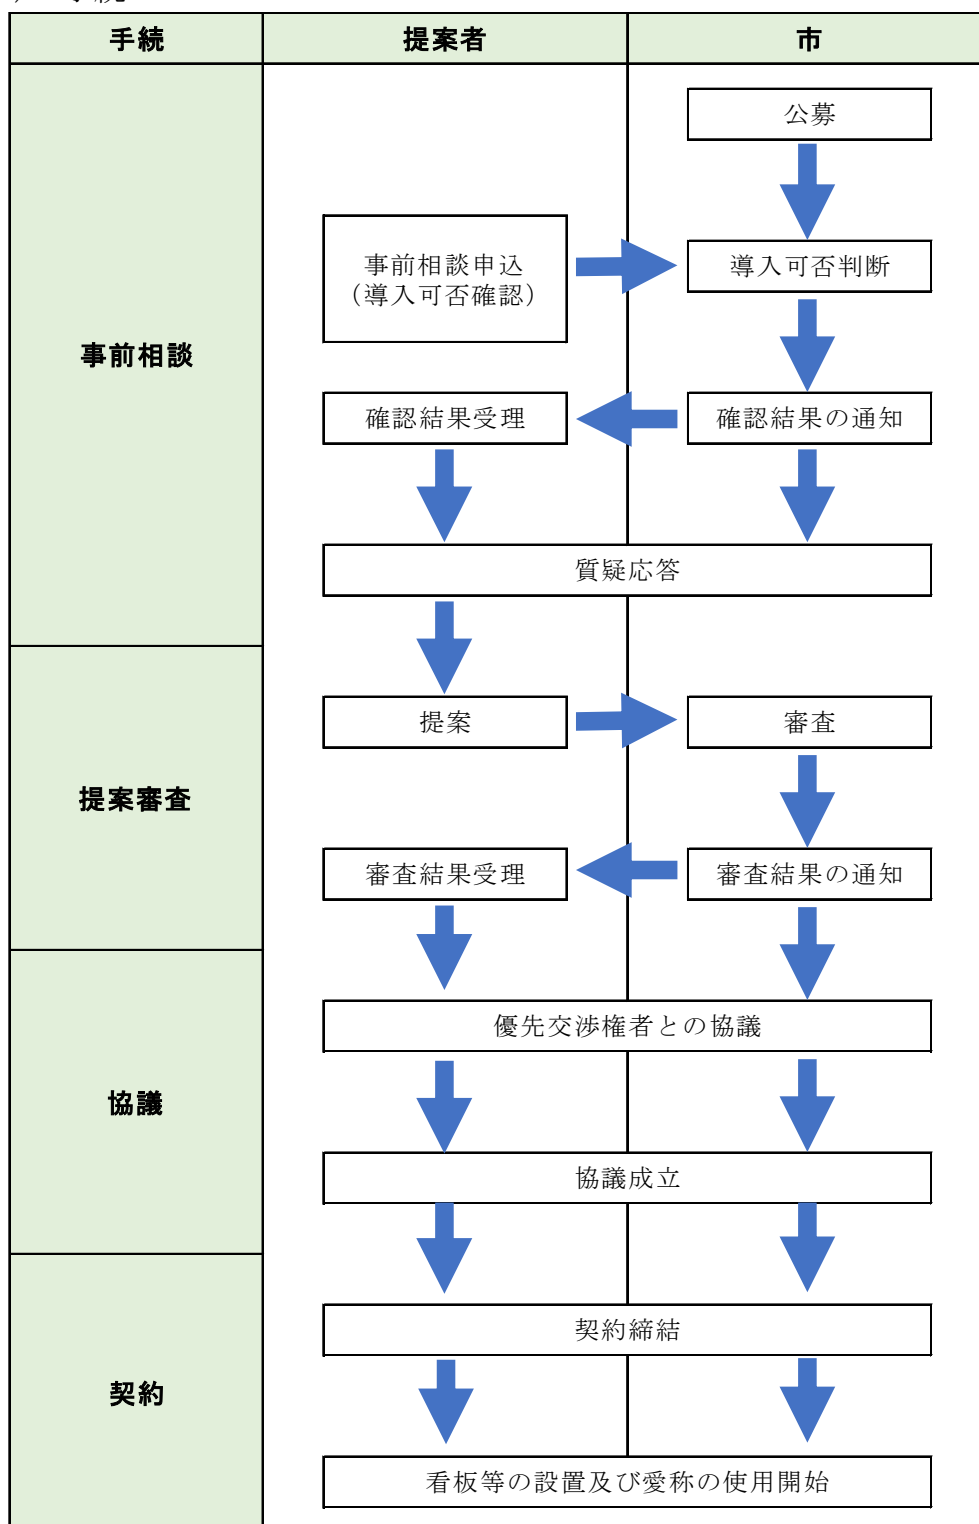 手続
提案者
市
公募
事前相談申込
（導入可否確認）
導入可否判断
事前相談
確認結果受理
確認結果の通知
質疑応答
提案
審査
提案審査
審査結果受理
審査結果の通知
優先交渉権者との協議
協議
協議成立
契約締結
契約
看板等の設置及び愛称の使用開始